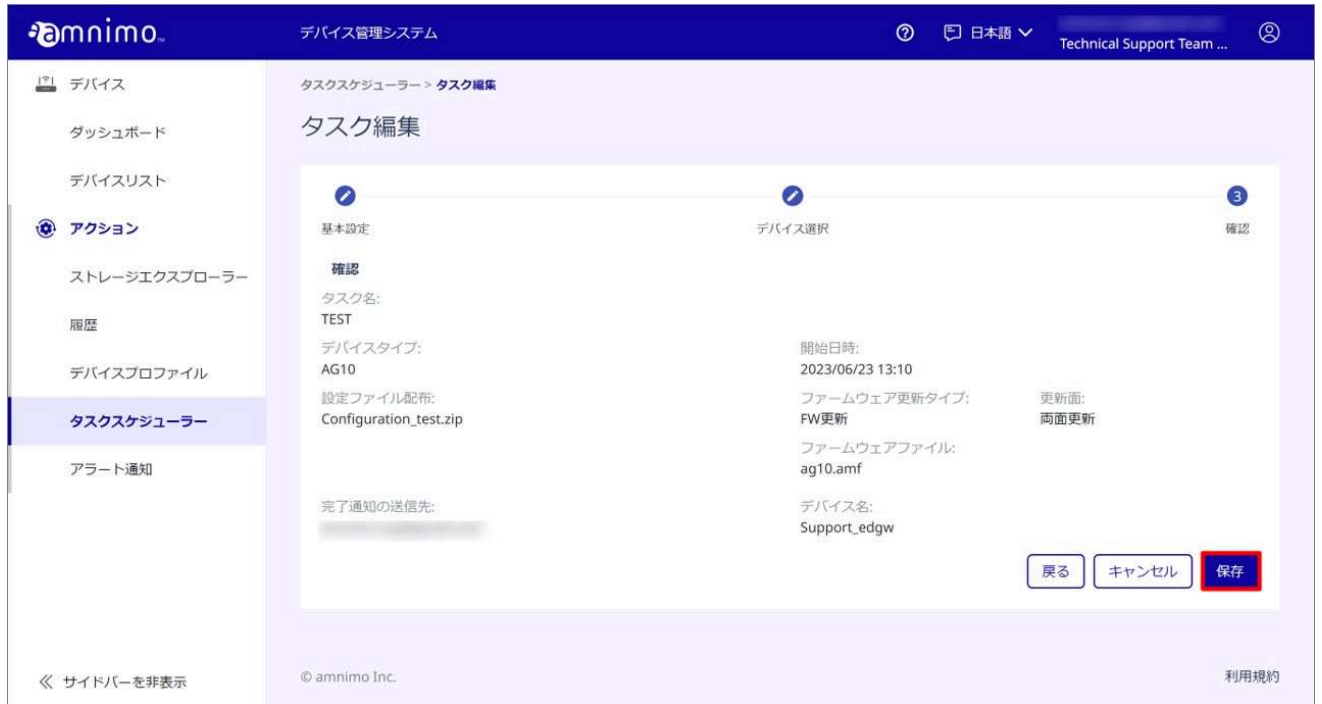 amnimo™
デバイス管理システム
日本語
Technical Support Team ...
デバイス
ダッシュボード
デバイスリスト
アクション
ストレージエクスプローラー
履歴
デバイスプロファイル
タスクスケジューラー
アラート通知
サイドバーを非表示
タスクスケジューラー > タスク編集
タスク編集
3
基本設定 デバイス選択 確認
確認
タスク名:
TEST
デバイスタイプ: 開始日時:
AG10 2023/06/23 13:10
設定ファイル配布: ファームウェア更新タイプ: 更新面:
Configuration_test.zip FW更新 両面更新
ファームウェアファイル:
ag10.amf
完了通知の送信先: デバイス名:
Support_edgw
戻る キャンセル 保存
© amnimo Inc. 利用規約